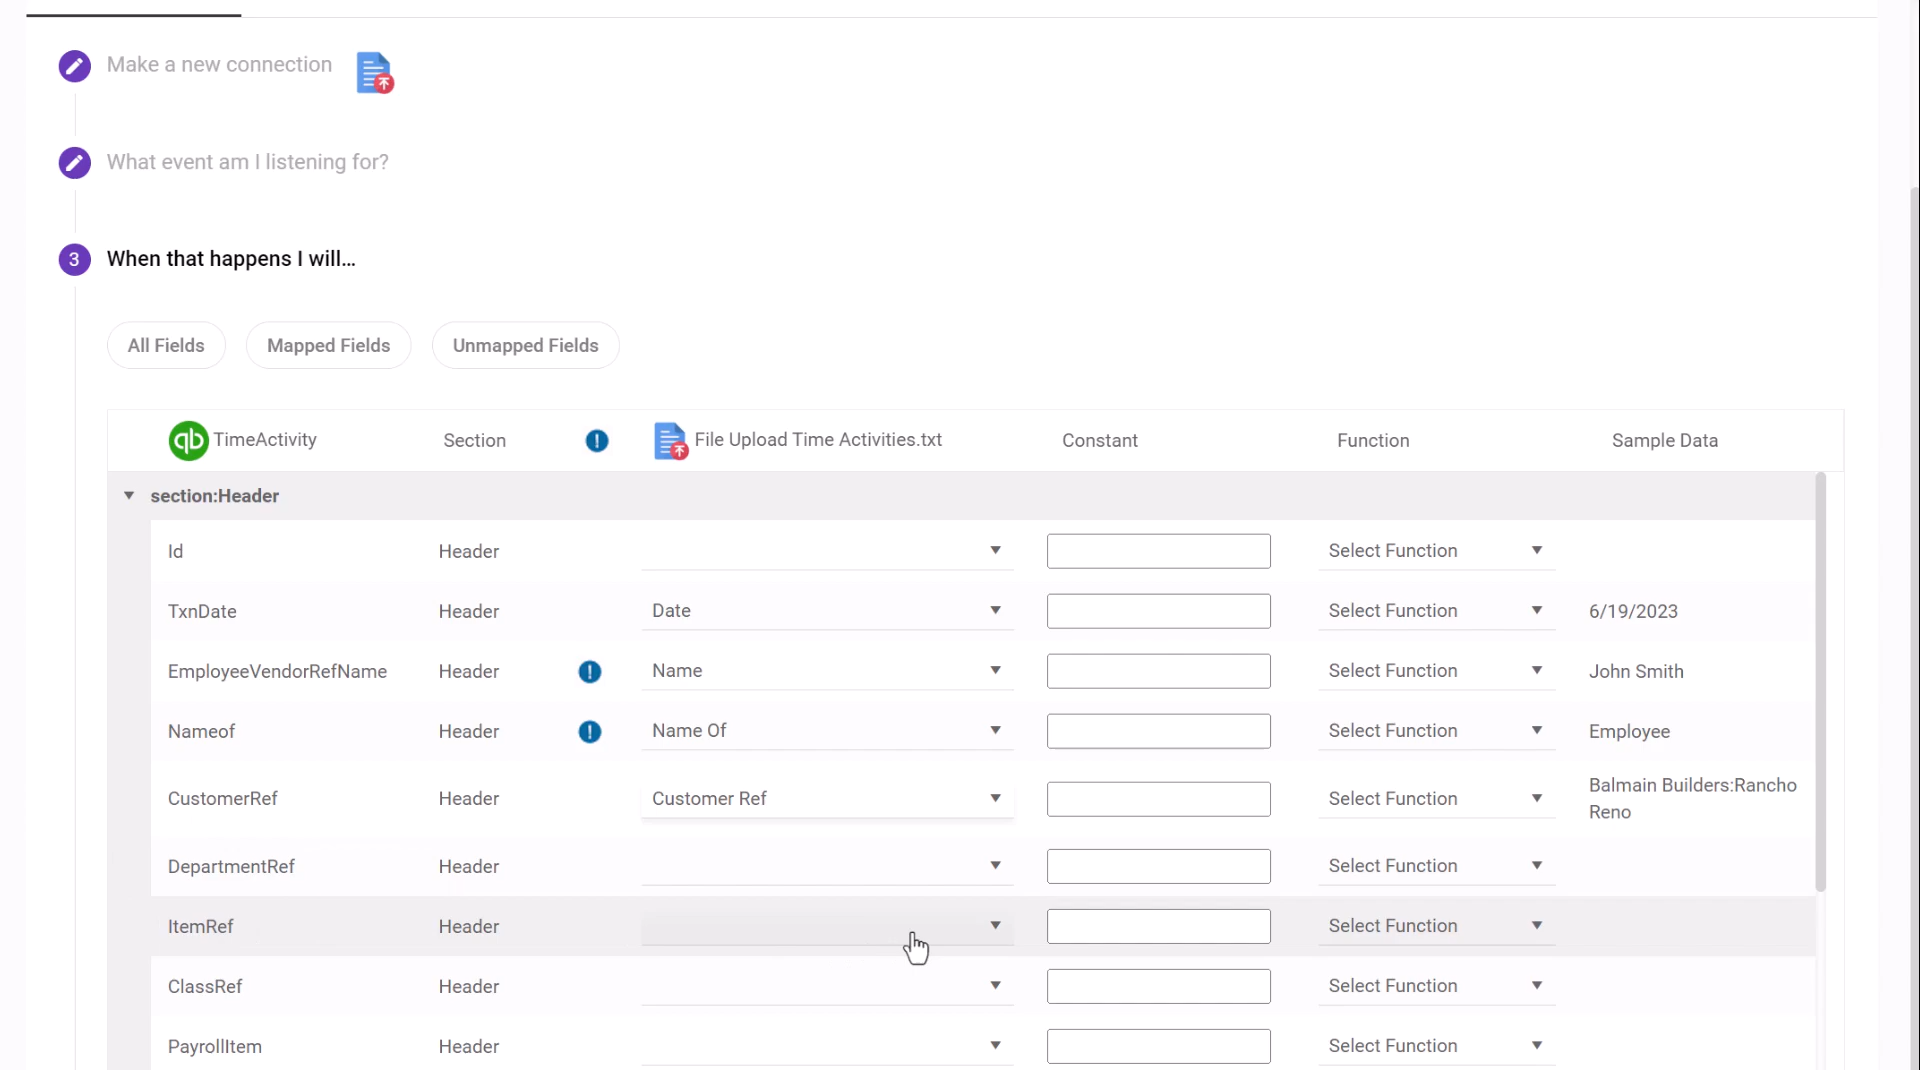 Make a new connection
What event am I listening for?
3 When that happens I will...
All Fields Mapped Fields Unmapped Fields
qb TimeActivity Section ! File Upload Time Activities.txt Constant Function Sample Data
section:Header
Id Header Select Function
TxnDate Header Date Select Function 6/19/2023
EmployeeVendorRefName Header ! Name Select Function John Smith
Nameof Header ! Name Of Select Function Employee
CustomerRef Header Customer Ref Select Function Balmain Builders:Rancho
Reno
DepartmentRef Header Select Function
ItemRef Header Select Function
ClassRef Header Select Function
PayrollItem Header Select Function